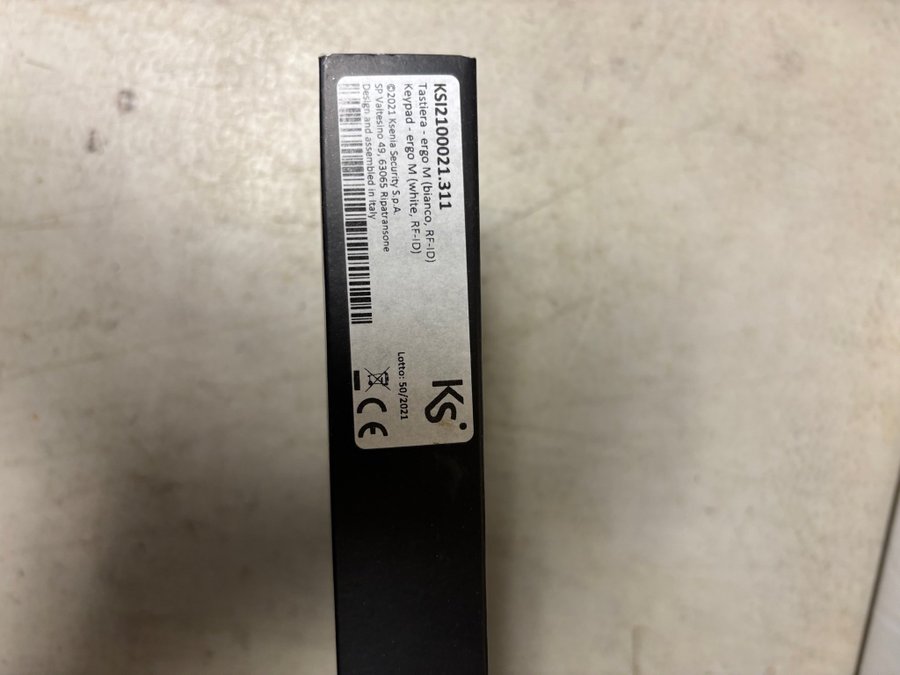 KSI2100021.311
Tastiera - ergo M (bianco, RF-ID)
Keypad - ergo M (white, RF-ID)
©2021 Ksenia Security S.p.A.
SP Valtesino 49, 63065 Ripatransone
Design and assembled in Italy
Ks
Lotto: 50/2021
CE